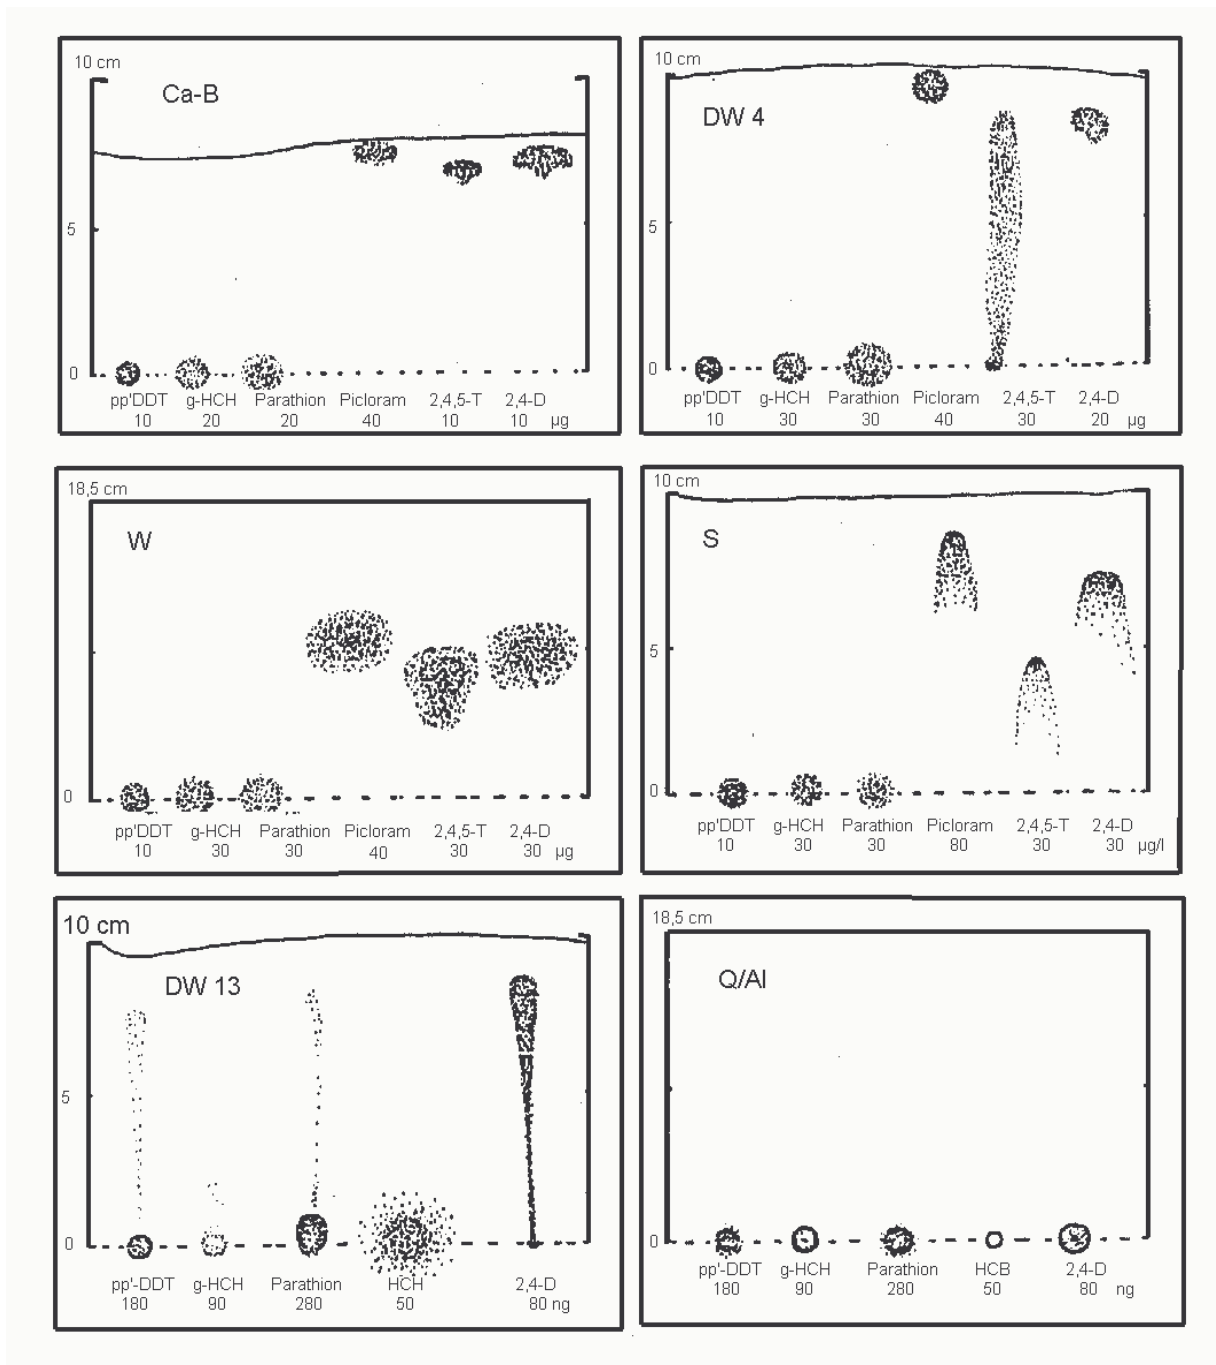 10 cm
Ca-B
5
0
pp'DDT g-HCH Parathion Picloram 2,4,5-T 2,4-D
10 20 20 40 10 10 µg
10 cm
DW 4
5
0
pp'DDT g-HCH Parathion Picloram 2,4,5-T 2,4-D
10 30 30 40 30 20 µg
18,5 cm
W
0
pp'DDT g-HCH Parathion Picloram 2,4,5-T 2,4-D
10 30 30 40 30 30 µg
10 cm
S
5
0
pp'DDT g-HCH Parathion Picloram 2,4,5-T 2,4-D
10 30 30 80 30 30 µg/l
10 cm
DW 13
5
0
pp'-DDT g-HCH Parathion HCH 2,4-D
180 90 280 50 80 ng
18,5 cm
Q/Al
0
pp'-DDT g-HCH Parathion HCB 2,4-D
180 90 280 50 80 ng